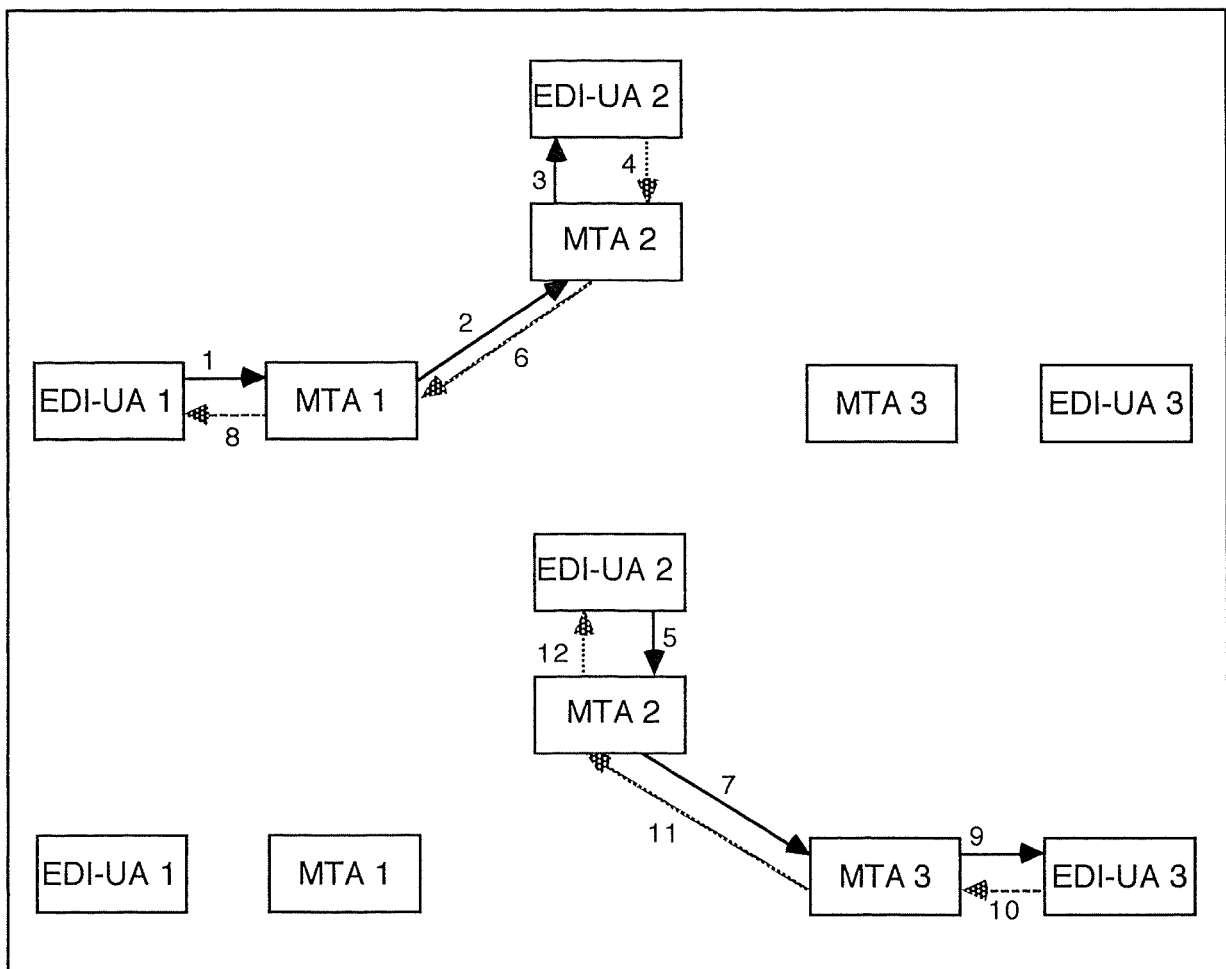 EDI-UA 2
3
4
MTA 2
2
6
1
EDI-UA 1
MTA 1
8
MTA 3
EDI-UA 3
EDI-UA 2
12
5
MTA 2
7
11
9
EDI-UA 1
MTA 1
MTA 3
EDI-UA 3
10